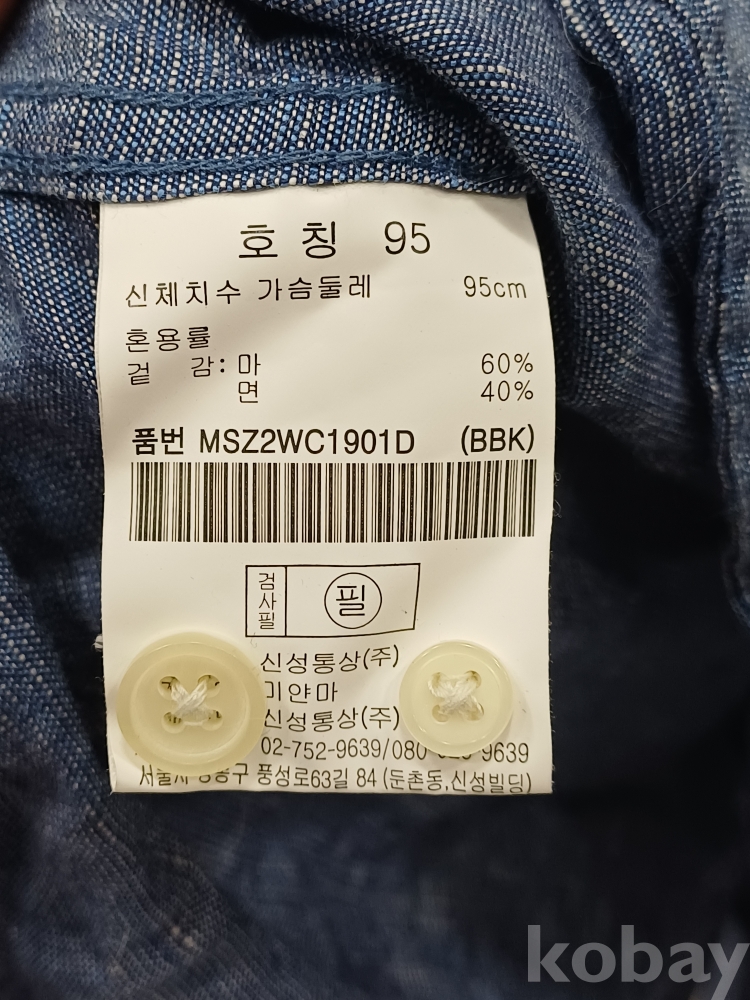 호칭 95
신체치수 가슴둘레 95cm
혼용률
겉감: 마 60%
면 40%
품번 MSZ2WC1901D (BBK)
검사필 필
신성통상(주)
미얀마
신성통상(주)
02-752-9639/080 9639
풍성로63길 84 (둔촌동,신성빌딩)
kobay